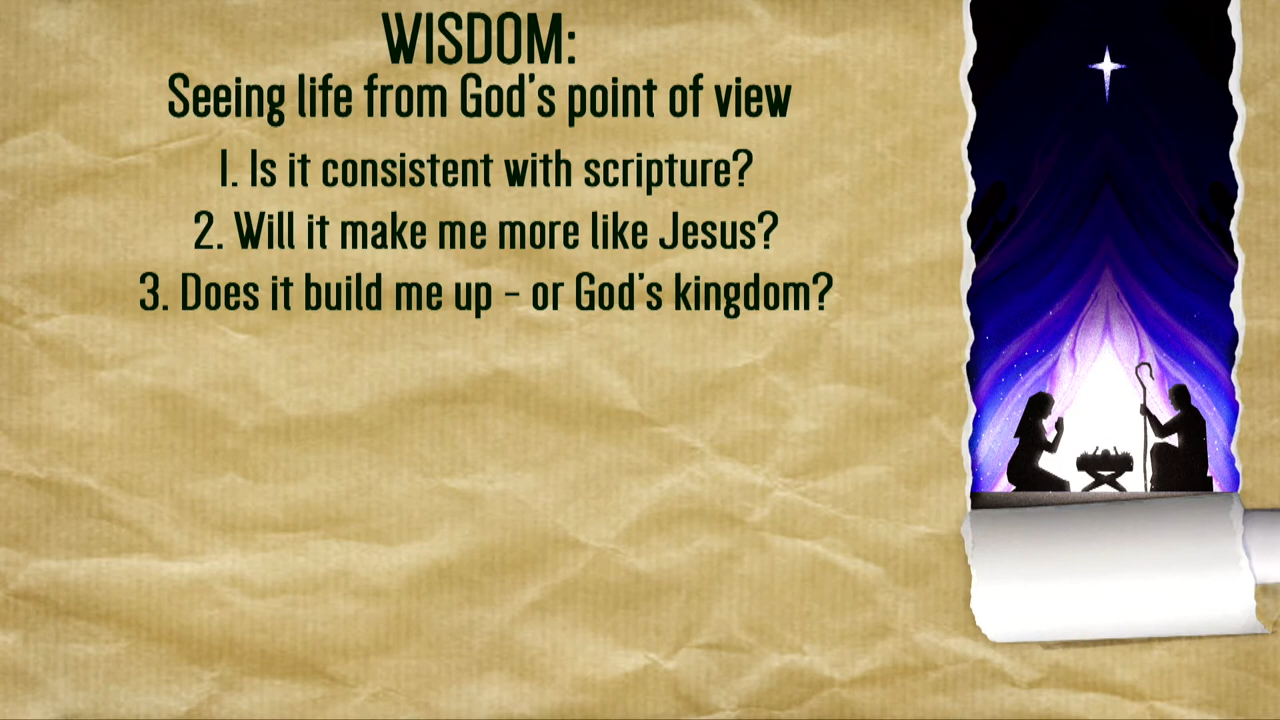 WISDOM:
Seeing life from God's point of view
1. Is it consistent with scripture?
2. Will it make me more like Jesus?
3. Does it build me up - or God's kingdom?